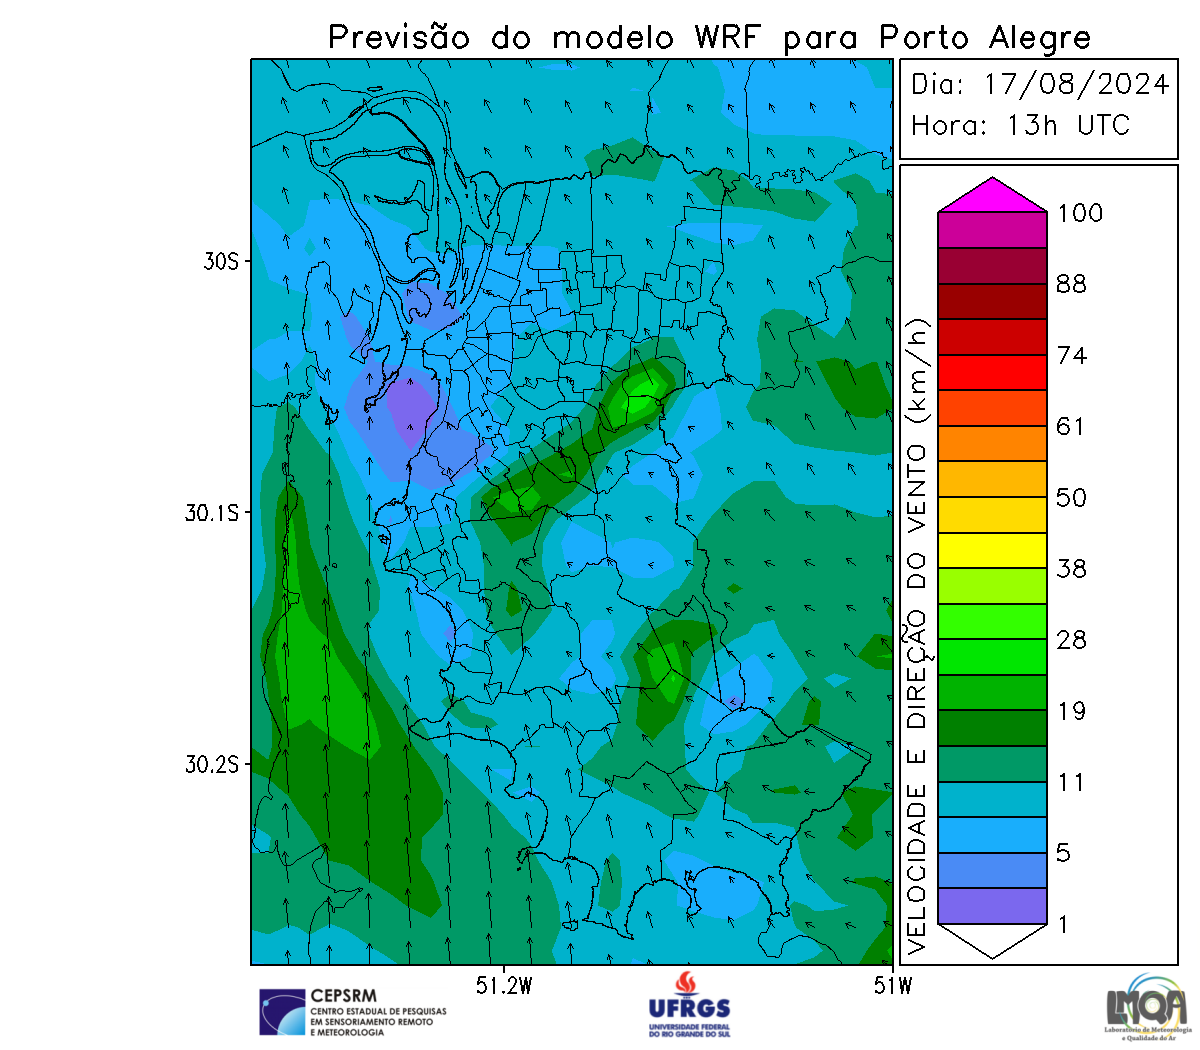 Previsão do modelo WRF para Porto Alegre
Dia: 17/08/2024
Hora: 13h UTC
30S
30.1S
30.2S
51.2W
51W
VELOCIDADE E DIREÇÃO DO VENTO (km/h)
100
88
74
61
50
38
28
19
11
5
1
CEPSRM
CENTRO ESTADUAL DE PESQUISAS
EM SENSORIAMENTO REMOTO
E METEOROLOGIA
UFRGS
UNIVERSIDADE FEDERAL
DO RIO GRANDE DO SUL
LMQA
Laboratório de Meteorologia
e Qualidade do Ar